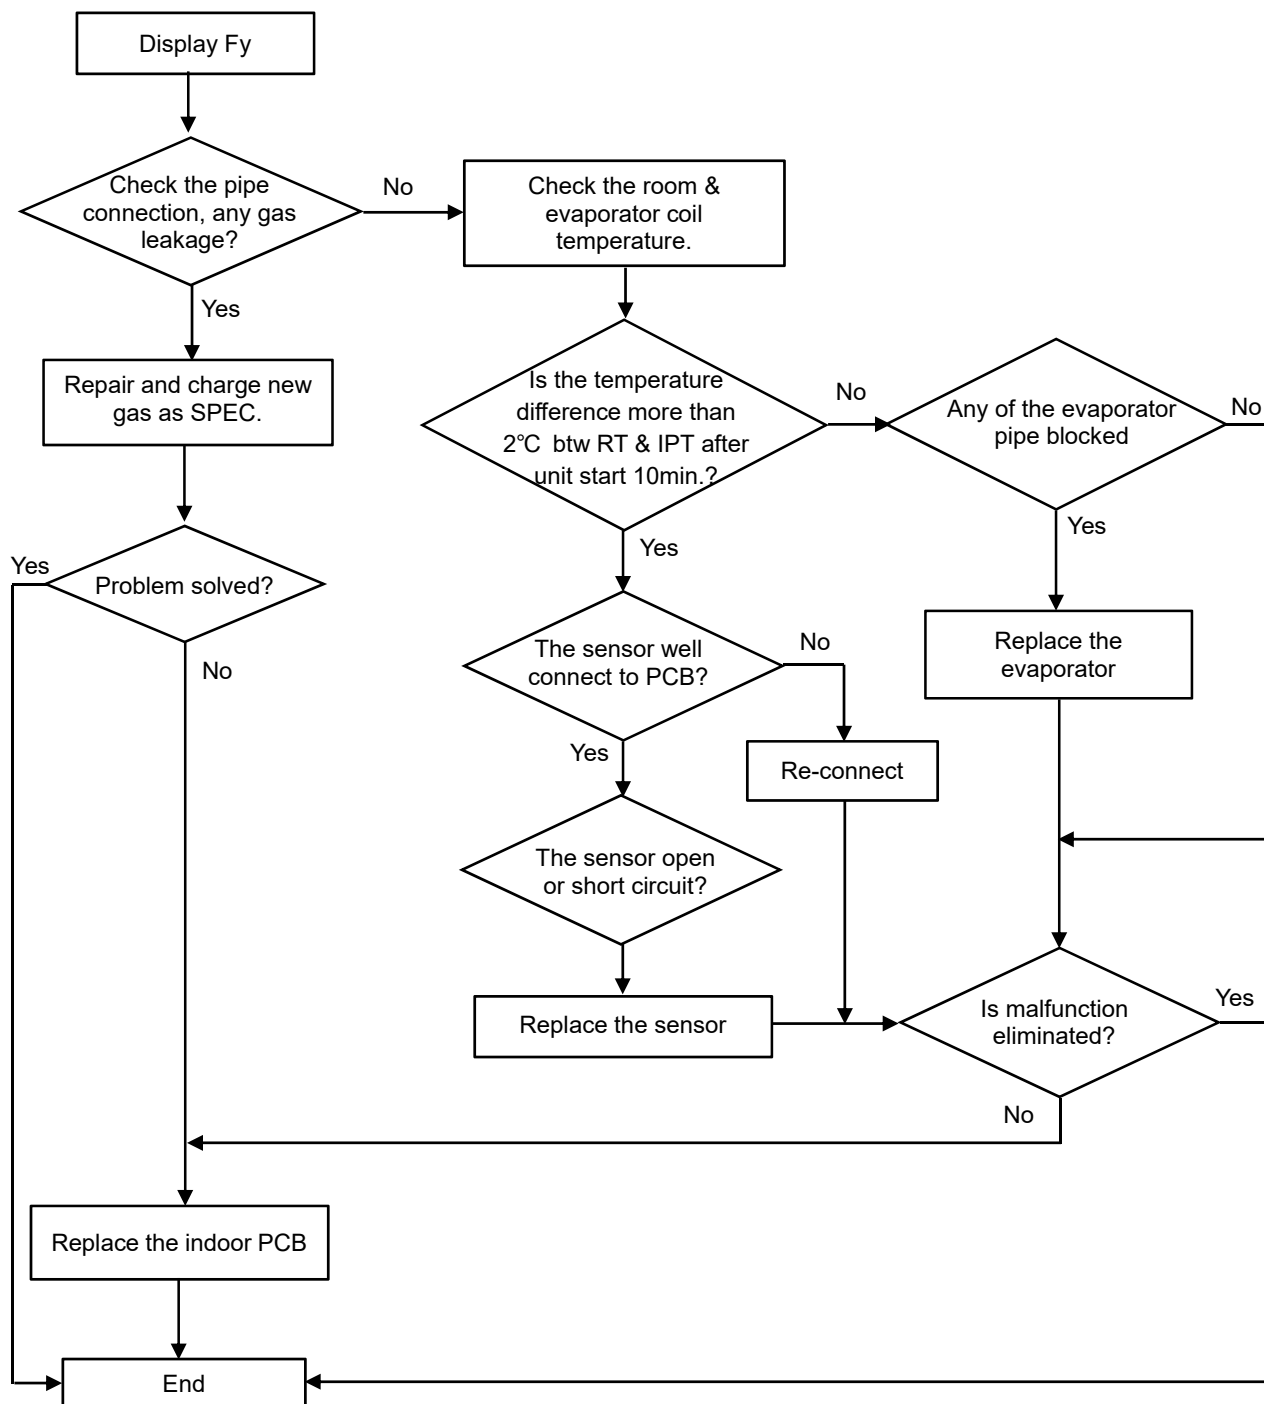 Display Fy
Check the pipe
connection, any gas
leakage?
No
Check the room &
evaporator coil
temperature.
Yes
Repair and charge new
gas as SPEC.
Is the temperature
difference more than
2℃ btw RT & IPT after
unit start 10min.?
No
Any of the evaporator
pipe blocked
No
Yes
Yes
Yes
Problem solved?
No
The sensor well
connect to PCB?
No
Replace the
evaporator
Yes
Re-connect
The sensor open
or short circuit?
Replace the sensor
Is malfunction
eliminated?
Yes
No
Replace the indoor PCB
End